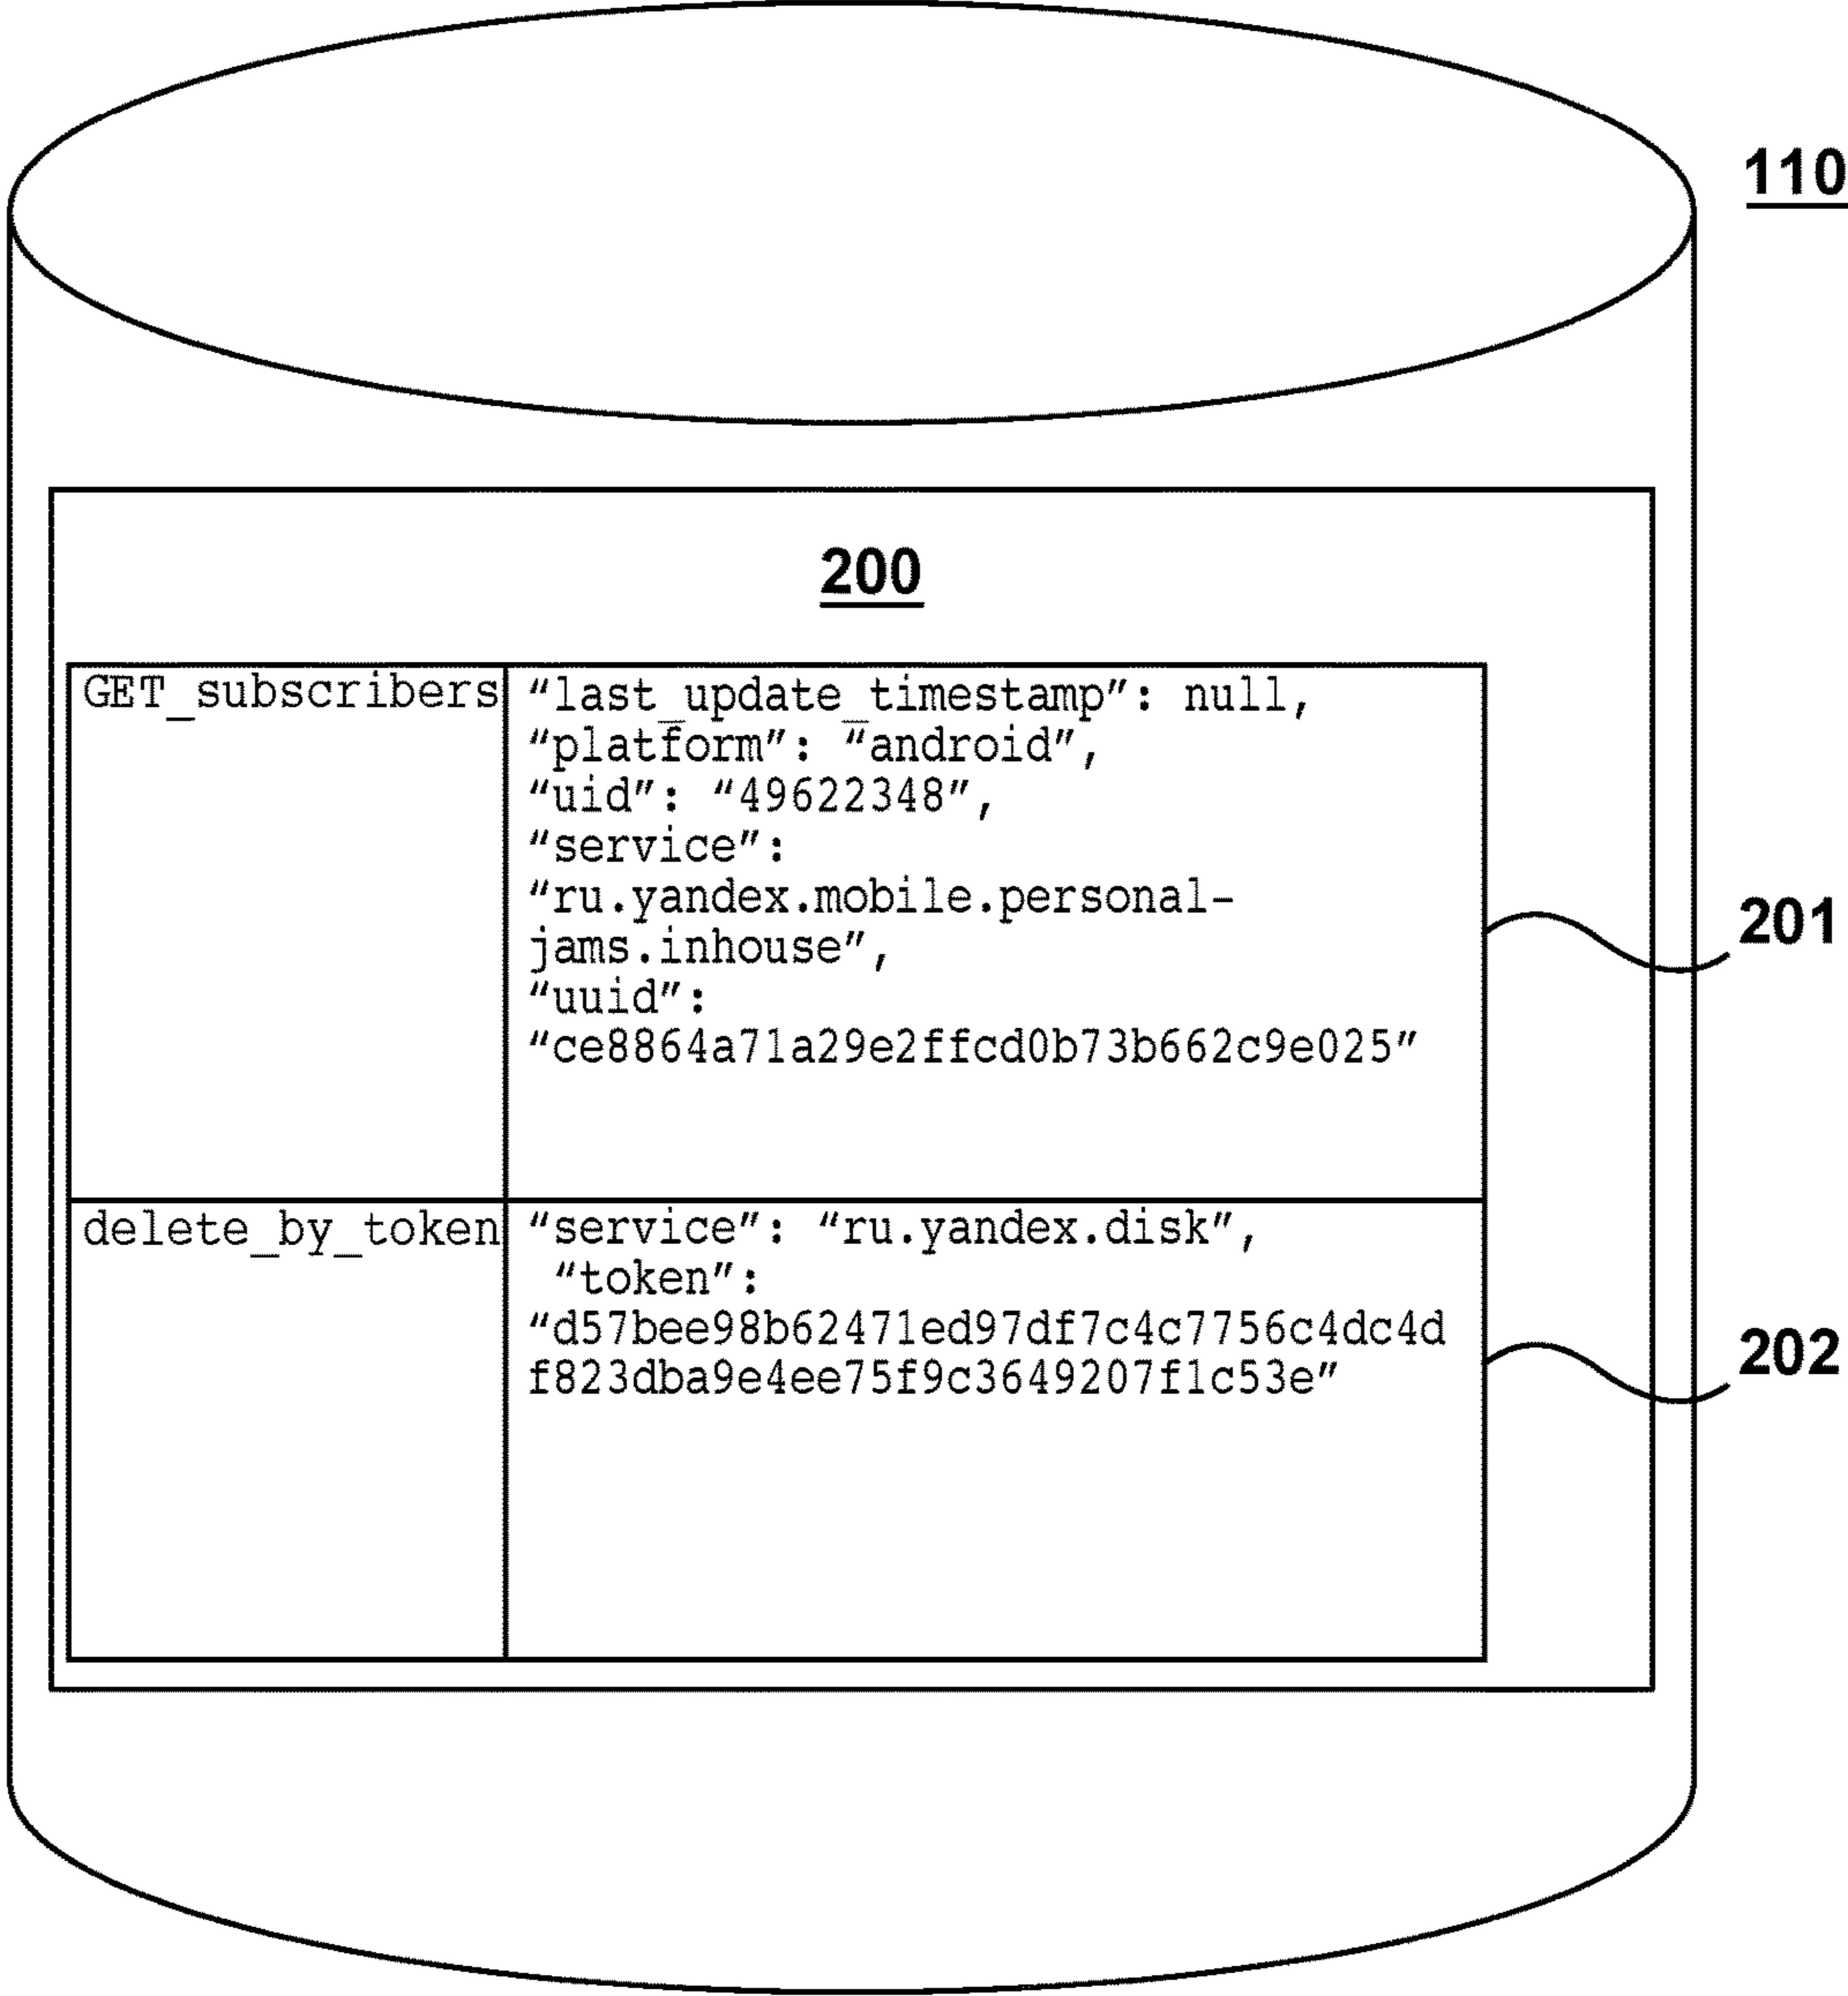 110
200
GET_subscribers
“last_update_timestamp”: null,
“platform”: “android”,
“uid”: “49622348”,
“service”:
“ru.yandex.mobile.personal-
jams.inhouse”,
“uuid”:
“ce8864a71a29e2ffcd0b73b662c9e025”
201
delete_by_token
“service”: “ru.yandex.disk”,
“token”:
“d57bee98b62471ed97df7c4c7756c4dc4d
f823dba9e4ee75f9c3649207f1c53e”
202